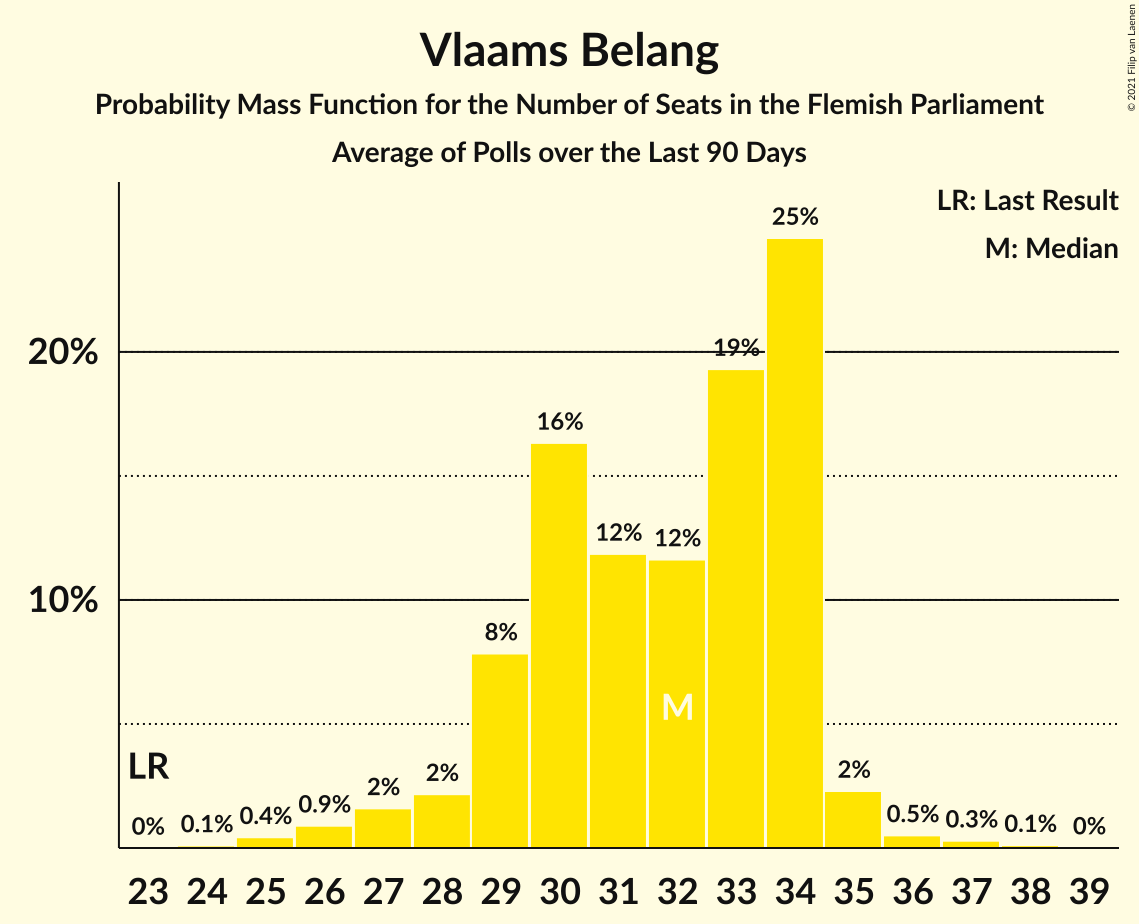 Vlaams Belang
Probability Mass Function for the Number of Seats in the Flemish Parliament
Average of Polls over the Last 90 Days
© 2021 Filip van Laenen
LR: Last Result
M: Median
25%
20%
19%
16%
12%
12%
10%
8%
M
LR
0%
0.1%
0.4%
0.9%
2%
2%
2%
0.5%
0.3%
0.1%
0%
23 24 25 26 27 28 29 30 31 32 33 34 35 36 37 38 39